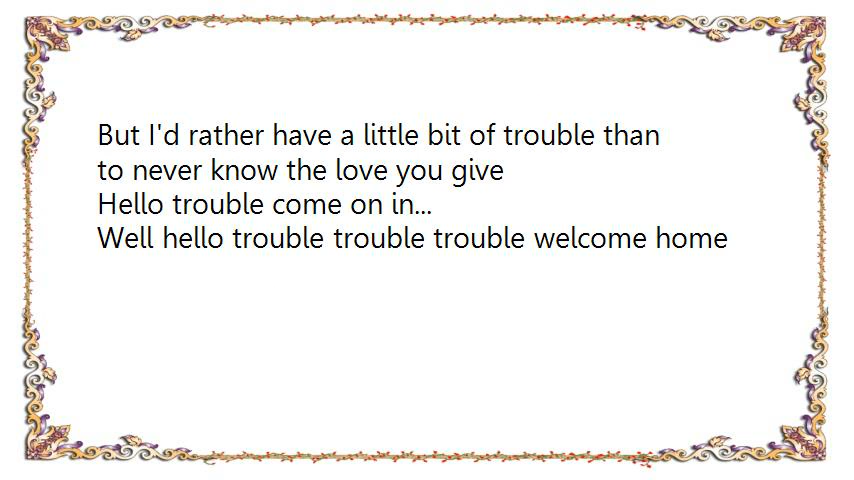 But I'd rather have a little bit of trouble than
to never know the love you give
Hello trouble come on in...
Well hello trouble trouble trouble welcome home